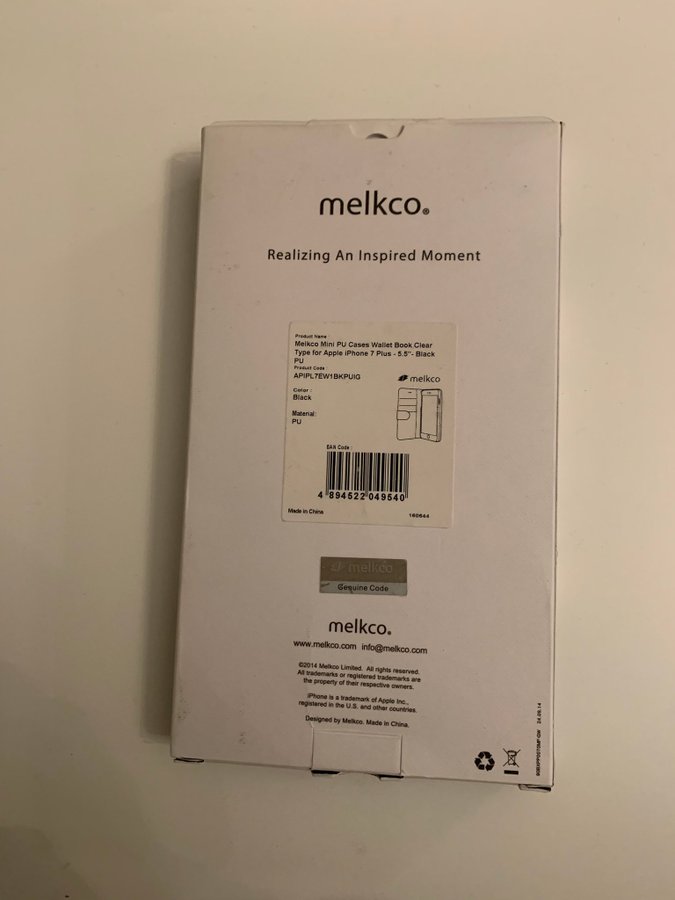 melkco®
Realizing An Inspired Moment
Product Name :
Melkco Mini PU Cases Wallet Book Clear
Type for Apple iPhone 7 Plus - 5.5"- Black
PU
Product Code :
APIPL7EW1BKPUIG
melkco
Color :
Black
Material:
PU
EAN Code :
4 894522 049540
Made in China
160644
melkco
Genuine Code
melkco®
www.melkco.com info@melkco.com
©2014 Melkco Limited. All rights reserved.
All trademarks or registered trademarks are
the property of their respective owners.
iPhone is a trademark of Apple Inc.,
registered in the U.S. and other countries.
Designed by Melkco. Made in China.
24.09.14